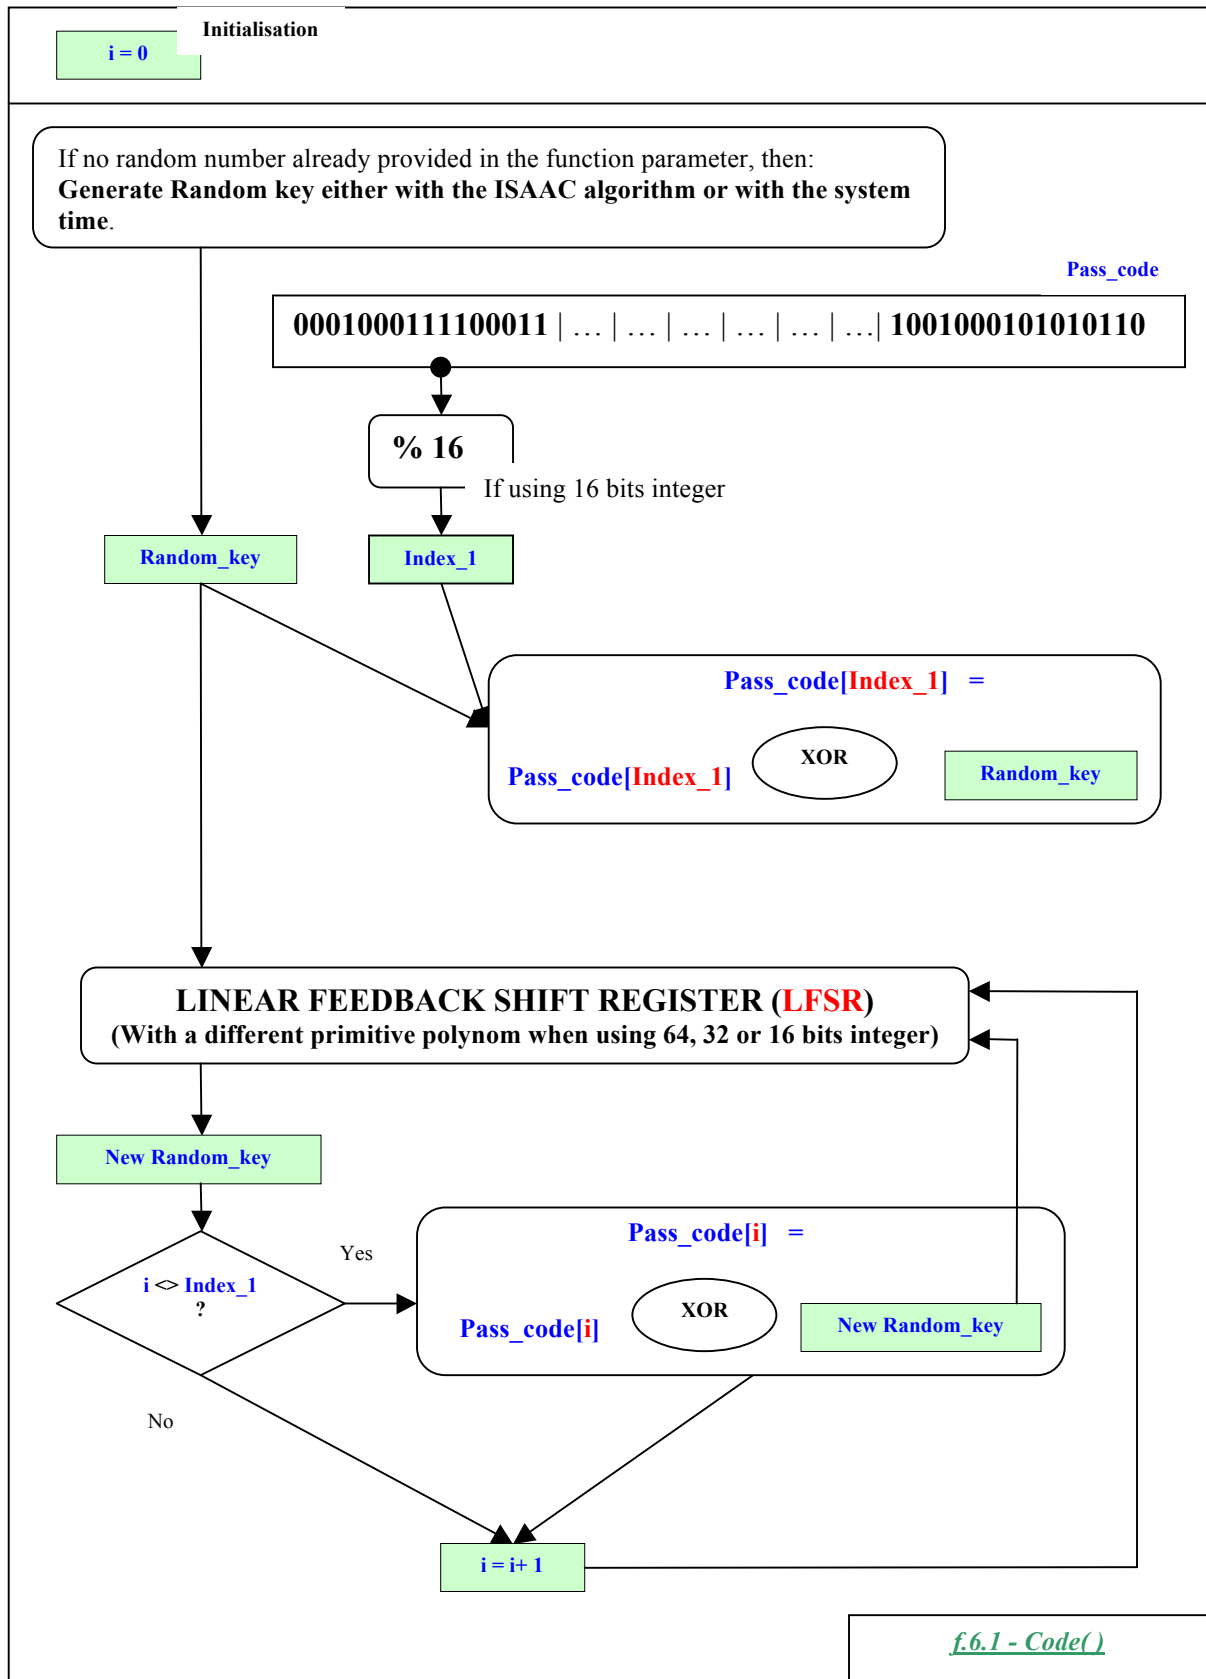 Initialisation
i = 0
If no random number already provided in the function parameter, then:
Generate Random key either with the ISAAC algorithm or with the system
time.
Pass_code
0001000111100011 | … | … | … | … | … | …| 1001000101010110
% 16
If using 16 bits integer
Random_key
Index_1
Pass_code[Index_1] =
Pass_code[Index_1]
XOR
Random_key
LINEAR FEEDBACK SHIFT REGISTER (LFSR)
(With a different primitive polynom when using 64, 32 or 16 bits integer)
New Random_key
i <> Index_1
?
Yes
No
Pass_code[i] =
Pass_code[i]
XOR
New Random_key
i = i+ 1
f.6.1 - Code( )